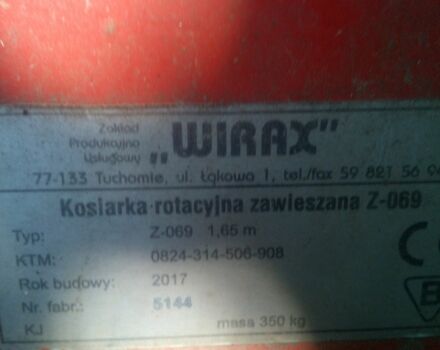 Zakład
Produkcyjno
Usługowy
„WIRAX”
77-133 Tuchomie, ul. Łąkowa 1, tel./fax 59 821 56
Kosiarka rotacyjna zawieszana Z-069
Typ: Z-069 1,65 m
KTM: 0824-314-506-908
Rok budowy: 2017
Nr. fabr.: 5144
KJ masa 350 kg
C
B